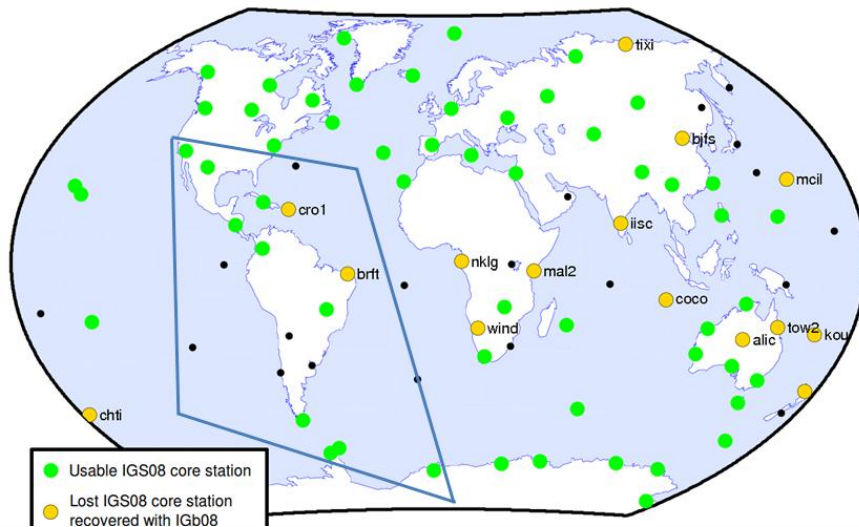 tixi
bjfs
mcil
cro1
iisc
nklg
mal2
brft
coco
wind
tow2
kou
alic
chti
Usable IGS08 core station
Lost IGS08 core station
recovered with IGb08